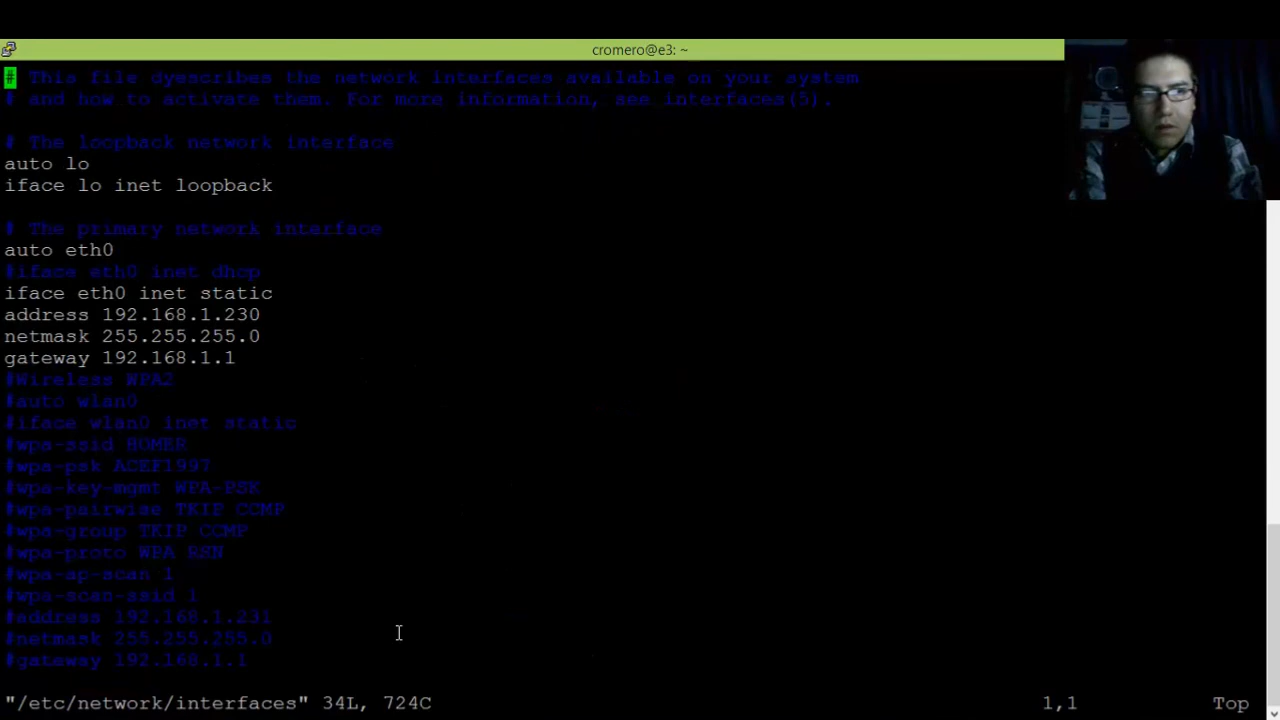 cromero@e3: ~
# This file dyescribes the network interfaces available on your system
# and how to activate them. For more information, see interfaces(5).
# The loopback network interface
auto lo
iface lo inet loopback
# The primary network interface
auto eth0
#iface eth0 inet dhcp
iface eth0 inet static
address 192.168.1.230
netmask 255.255.255.0
gateway 192.168.1.1
#Wireless WPA2
#auto wlan0
#iface wlan0 inet static
#wpa-ssid HOMER
#wpa-psk ACEF1997
#wpa-key-mgmt WPA-PSK
#wpa-pairwise TKIP CCMP
#wpa-group TKIP CCMP
#wpa-proto WPA RSN
#wpa-ap-scan 1
#wpa-scan-ssid 1
#address 192.168.1.231
#netmask 255.255.255.0
#gateway 192.168.1.1
"/etc/network/interfaces" 34L, 724C 1,1 Top